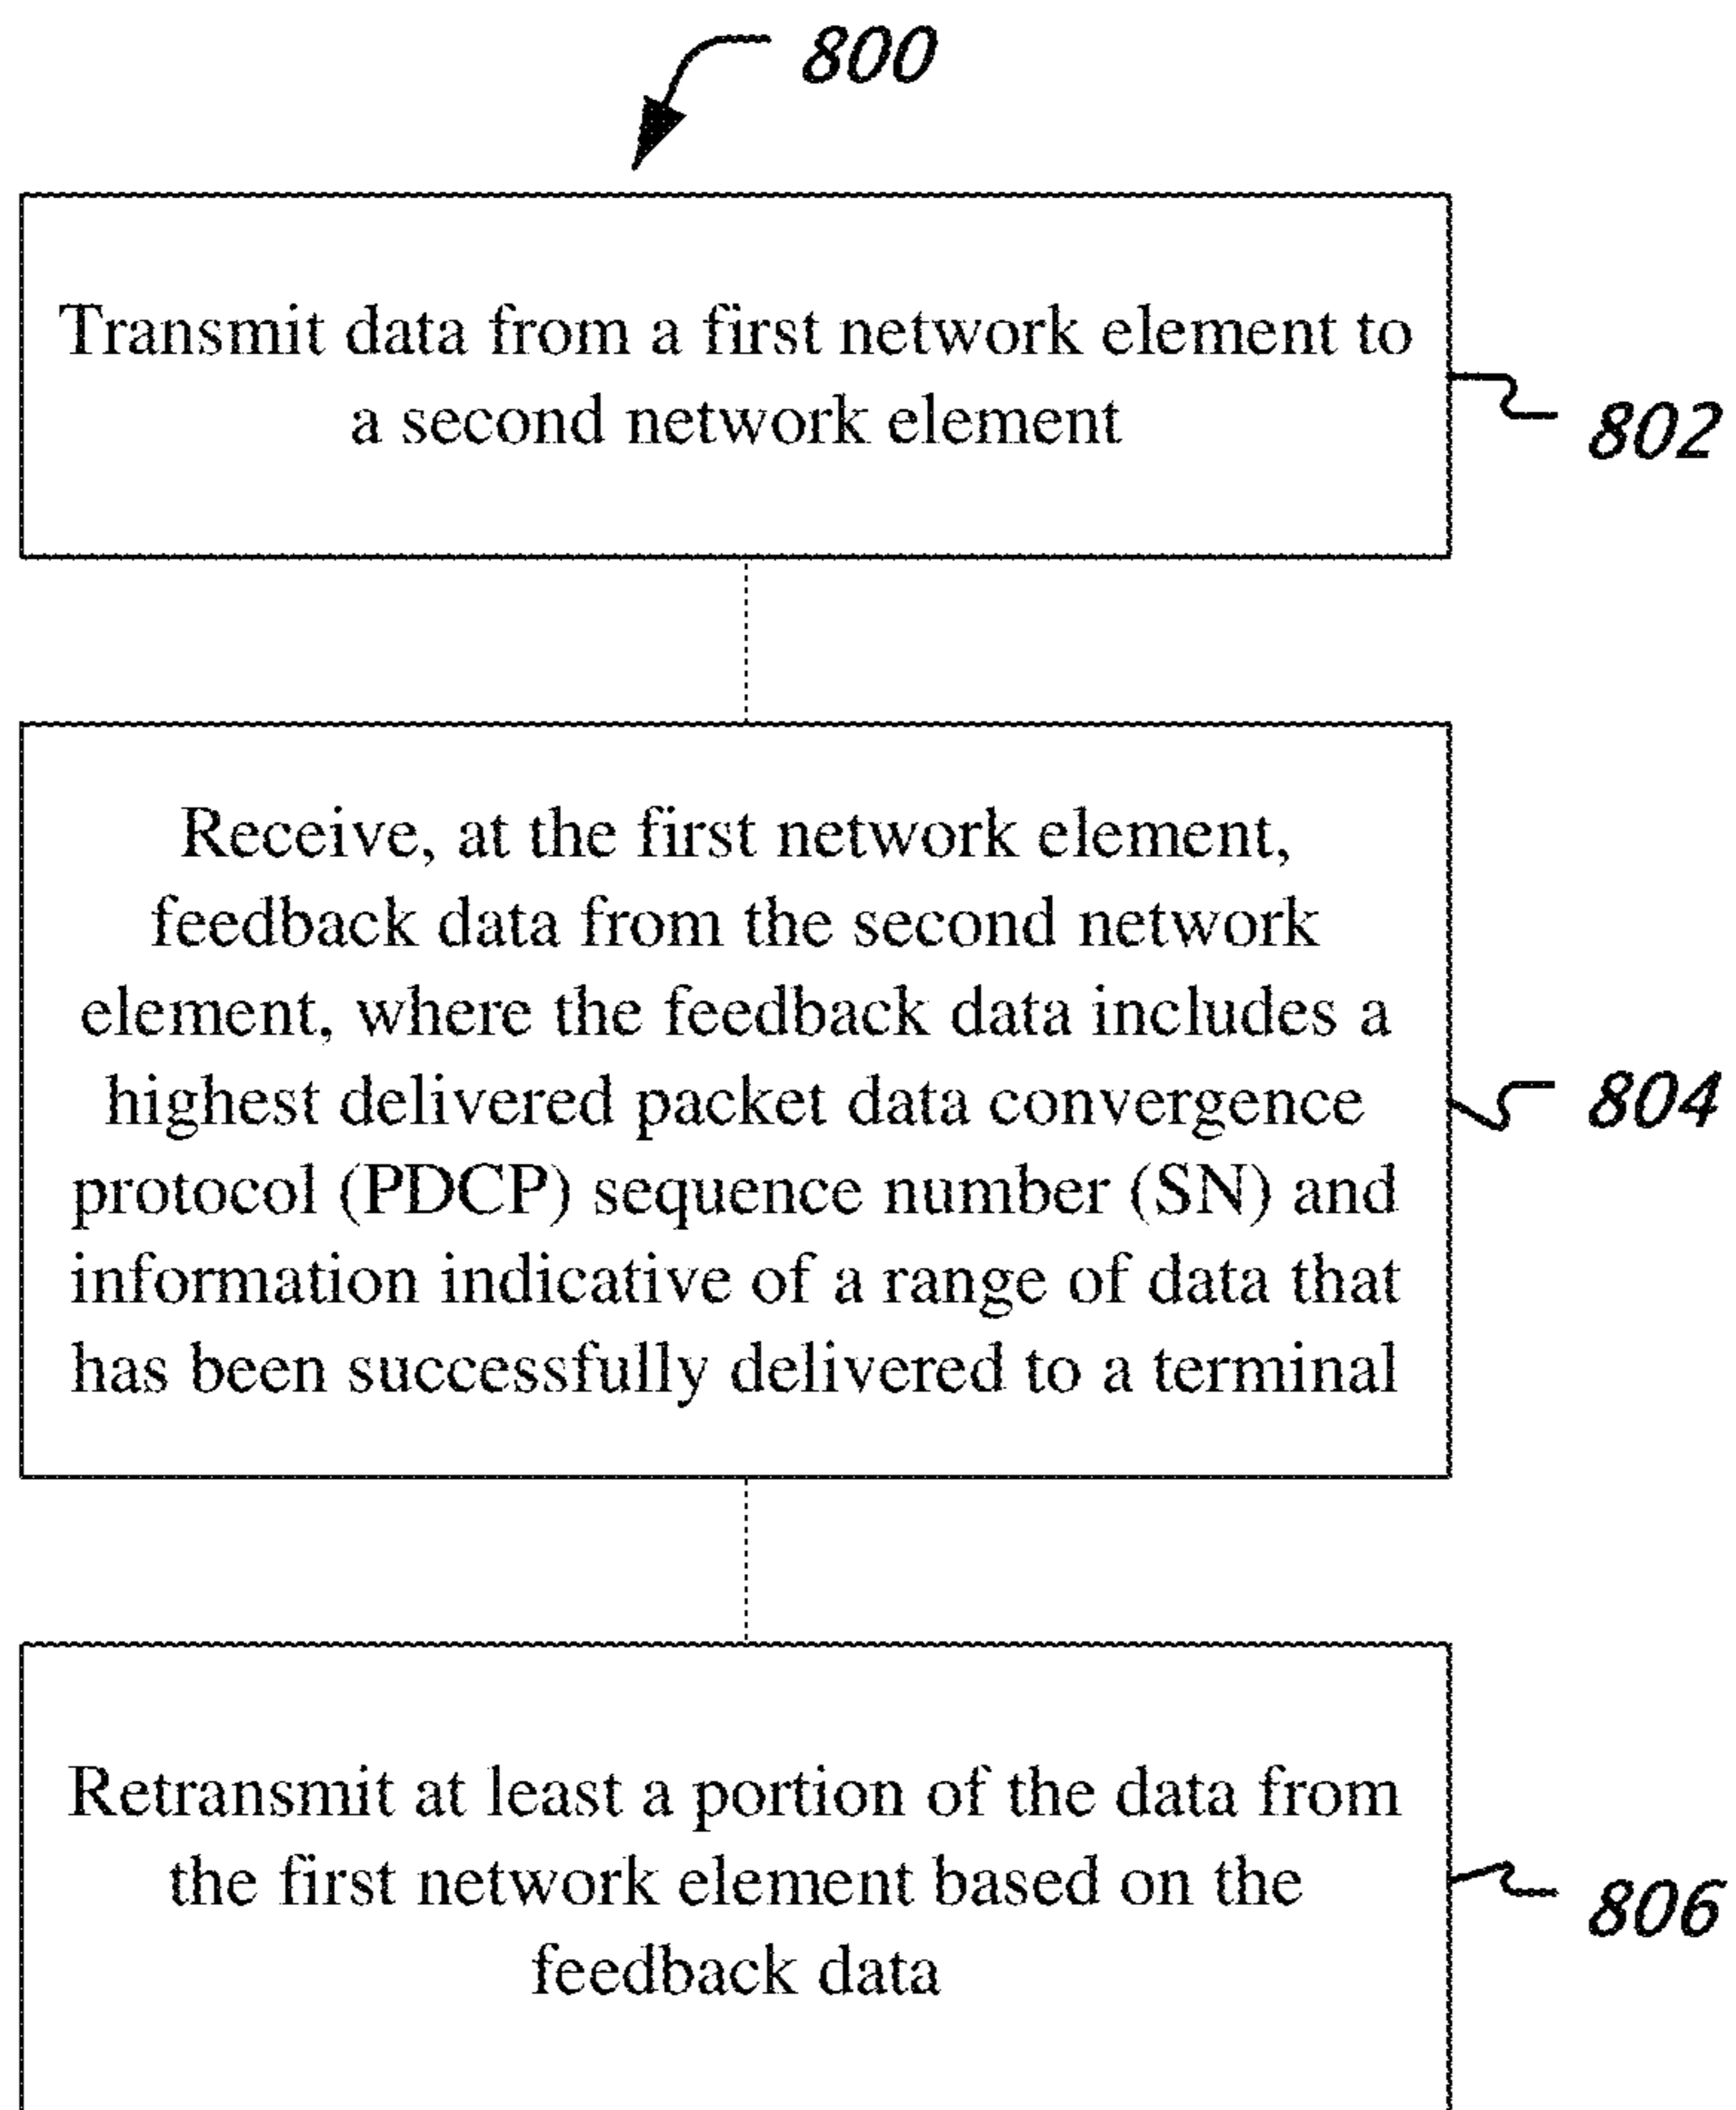 800
Transmit data from a first network element to
a second network element
802
Receive, at the first network element,
feedback data from the second network
element, where the feedback data includes a
highest delivered packet data convergence
protocol (PDCP) sequence number (SN) and
information indicative of a range of data that
has been successfully delivered to a terminal
804
Retransmit at least a portion of the data from
the first network element based on the
feedback data
806